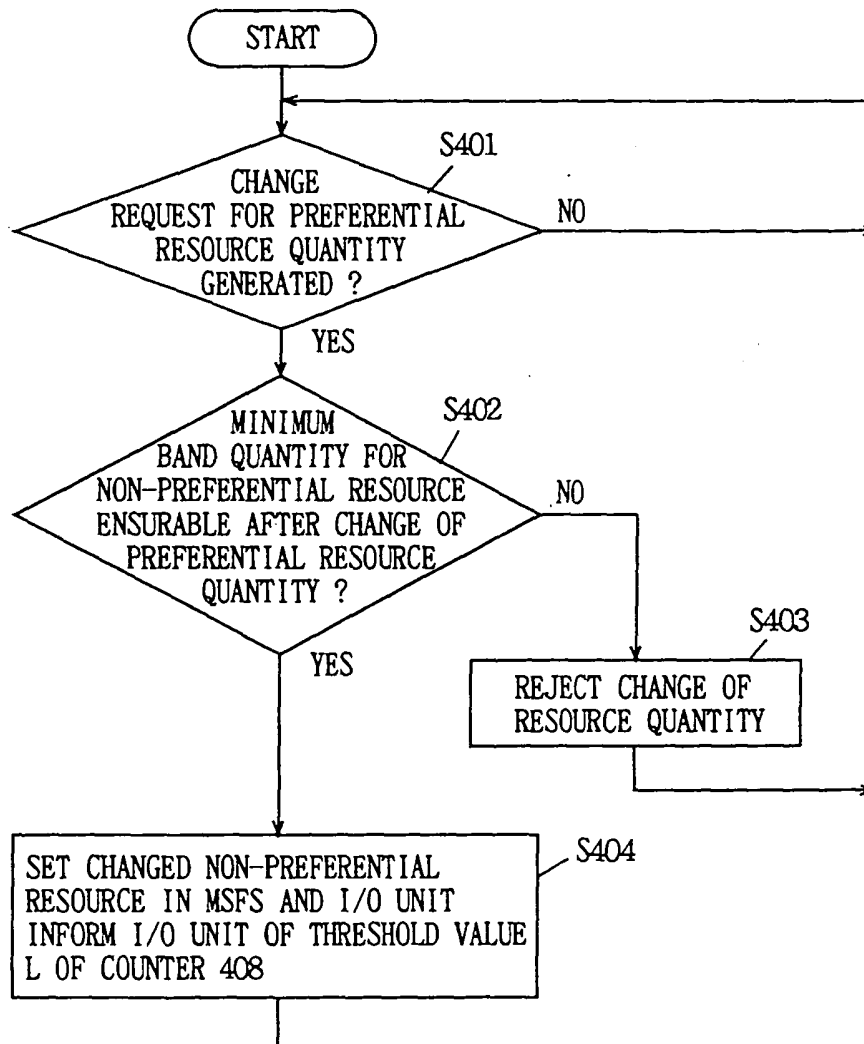 START
S401
CHANGE
REQUEST FOR PREFERENTIAL
RESOURCE QUANTITY
GENERATED ?
NO
YES
S402
MINIMUM
BAND QUANTITY FOR
NON-PREFERENTIAL RESOURCE
ENSURABLE AFTER CHANGE OF
PREFERENTIAL RESOURCE
QUANTITY ?
NO
YES
S403
REJECT CHANGE OF
RESOURCE QUANTITY
S404
SET CHANGED NON-PREFERENTIAL
RESOURCE IN MSFS AND I/O UNIT
INFORM I/O UNIT OF THRESHOLD VALUE
L OF COUNTER 408